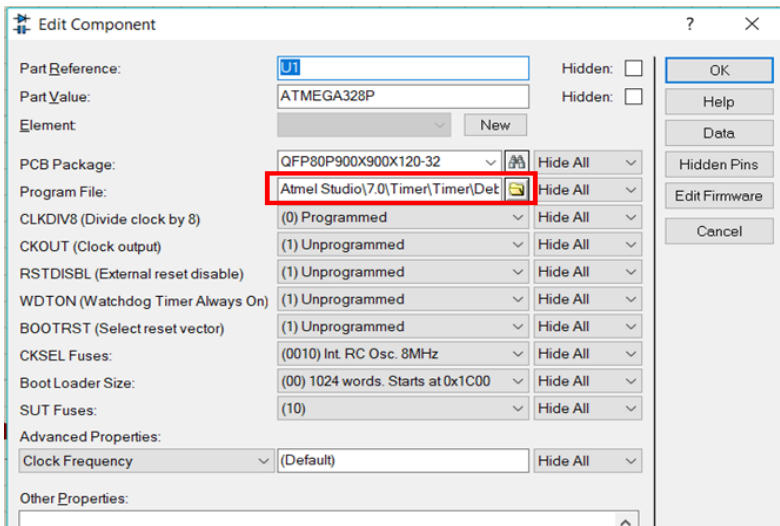 Edit Component ?
Part Reference: U1 Hidden: OK
Part Value: ATMEGA328P Hidden: Help
Element: New Data
PCB Package: QFP80P900X900X120-32 Hide All Hidden Pins
Program File: Atmel Studio\7.0\Timer\Timer\Deb Hide All Edit Firmware
CLKDIV8 (Divide clock by 8) (0) Programmed Hide All
CKOUT (Clock output) (1) Unprogrammed Hide All Cancel
RSTDISBL (External reset disable) (1) Unprogrammed Hide All
WDTON (Watchdog Timer Always On) (1) Unprogrammed Hide All
BOOTRST (Select reset vector) (1) Unprogrammed Hide All
CKSEL Fuses: (0010) Int. RC Osc. 8MHz Hide All
Boot Loader Size: (00) 1024 words. Starts at 0x1C00 Hide All
SUT Fuses: (10) Hide All
Advanced Properties:
Clock Frequency (Default) Hide All
Other Properties: